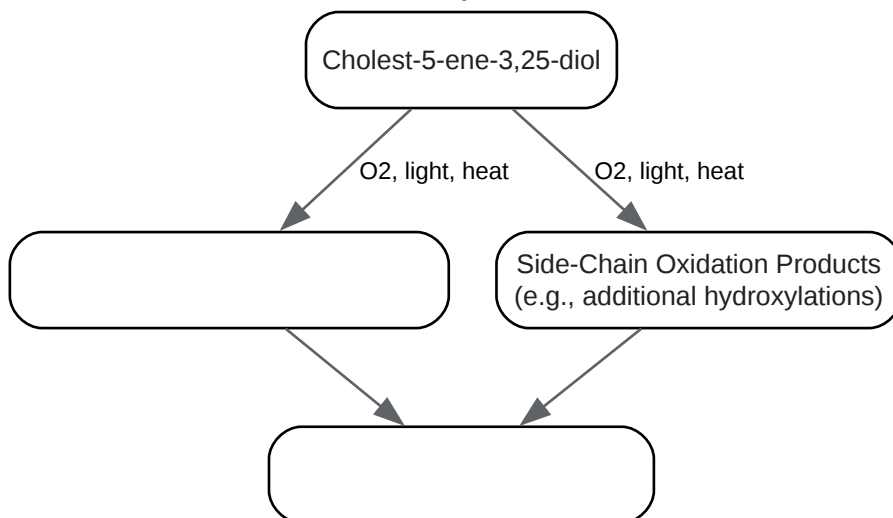 Cholest-5-ene-3,25-diol
O2, light, heat
O2, light, heat
Side-Chain Oxidation Products
(e.g., additional hydroxylations)